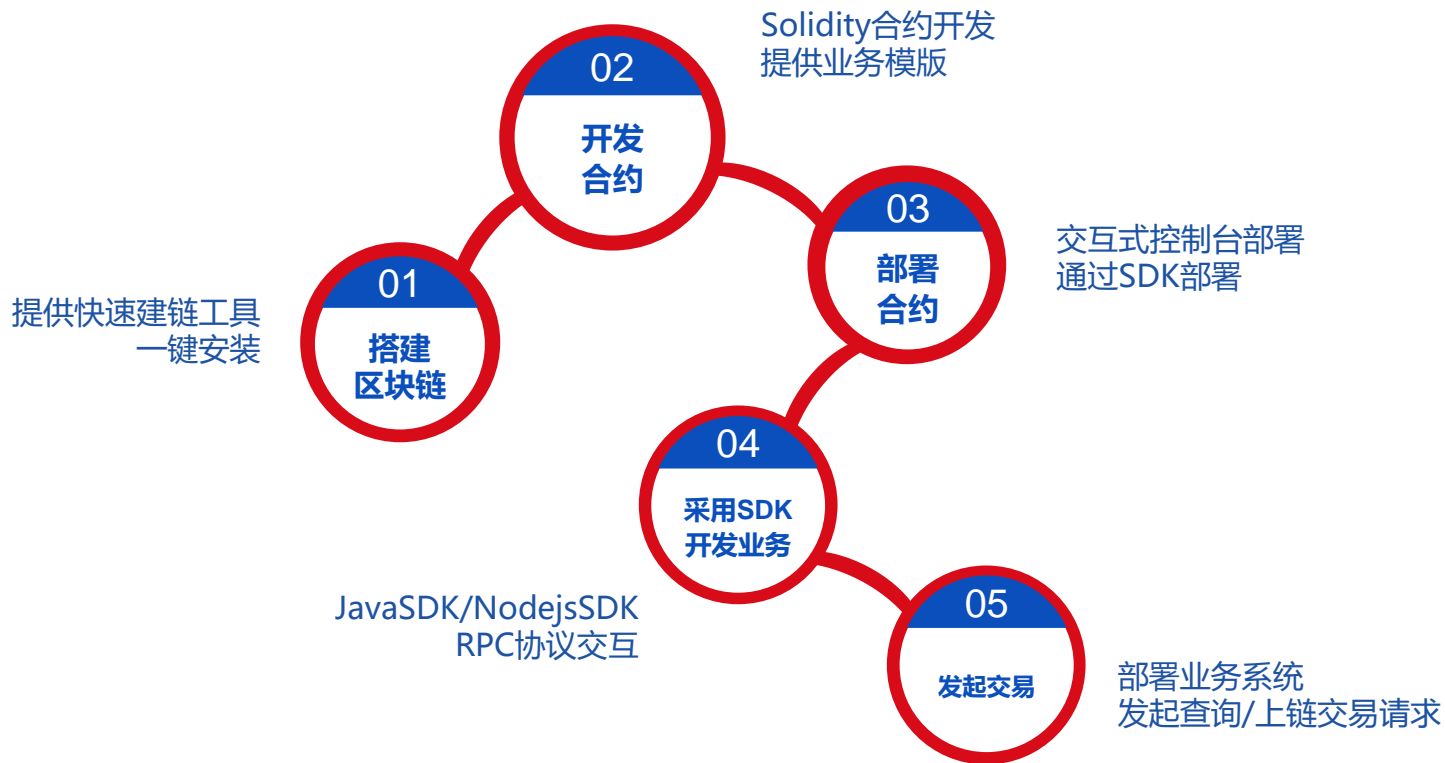 01
搭建
区块链
提供快速建链工具
一键安装
02
开发
合约
Solidity合约开发
提供业务模版
03
部署
合约
交互式控制台部署
通过SDK部署
04
采用SDK
开发业务
JavaSDK/NodejsSDK
RPC协议交互
05
发起交易
部署业务系统
发起查询/上链交易请求